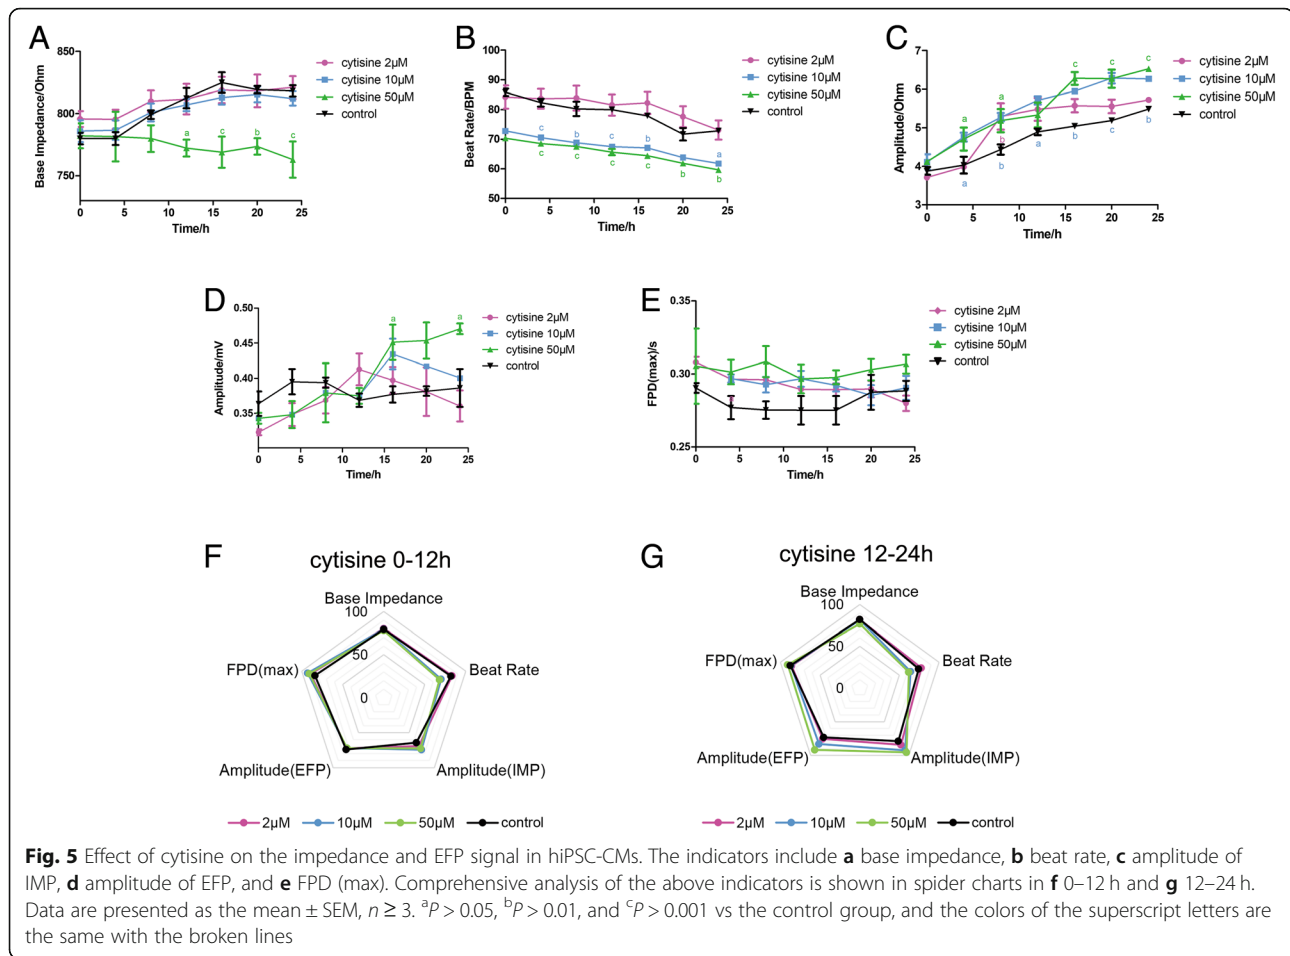 A
850
800
750
Base Impedance/Ohm
0 5 10 15 20 25
Time/h
a c b c
cytisine 2μM
cytisine 10μM
cytisine 50μM
control
B
100
90
80
70
60
50
Beat Rate/BPM
0 5 10 15 20 25
Time/h
c b c b a
c b c c b b
cytisine 2μM
cytisine 10μM
cytisine 50μM
control
C
7
6
5
4
3
Amplitude/Ohm
0 5 10 15 20 25
Time/h
a a c c c
b
a b a b c b
cytisine 2μM
cytisine 10μM
cytisine 50μM
control
D
0.50
0.45
0.40
0.35
Amplitude/mV
0 5 10 15 20 25
Time/h
a a
cytisine 2μM
cytisine 10μM
cytisine 50μM
control
E
0.35
0.30
0.25
FPD(max)/s
0 5 10 15 20 25
Time/h
cytisine 2μM
cytisine 10μM
cytisine 50μM
control
F
cytisine 0-12h
Base Impedance
100
50
0
FPD(max)
Beat Rate
Amplitude(EFP)
Amplitude(IMP)
2μM 10μM 50μM control
G
cytisine 12-24h
Base Impedance
100
50
0
FPD(max)
Beat Rate
Amplitude(EFP)
Amplitude(IMP)
2μM 10μM 50μM control
Fig. 5 Effect of cytisine on the impedance and EFP signal in hiPSC-CMs. The indicators include a base impedance, b beat rate, c amplitude of
IMP, d amplitude of EFP, and e FPD (max). Comprehensive analysis of the above indicators is shown in spider charts in f 0–12 h and g 12–24 h.
Data are presented as the mean ± SEM, n ≥ 3. aP > 0.05, bP > 0.01, and cP > 0.001 vs the control group, and the colors of the superscript letters are
the same with the broken lines